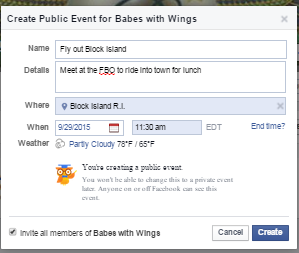 Create Public Event for Babes with Wings
Name Fly out Block Island
Details Meet at the FBO to ride into town for lunch
Where Block Island R.I.
When 9/29/2015 11:30 am EDT End time?
Weather Partly Cloudy 78°F / 65°F
You're creating a public event.
You won't be able to change this to a private event
later. Anyone on or off Facebook can see this
event.
Invite all members of Babes with Wings Cancel Create